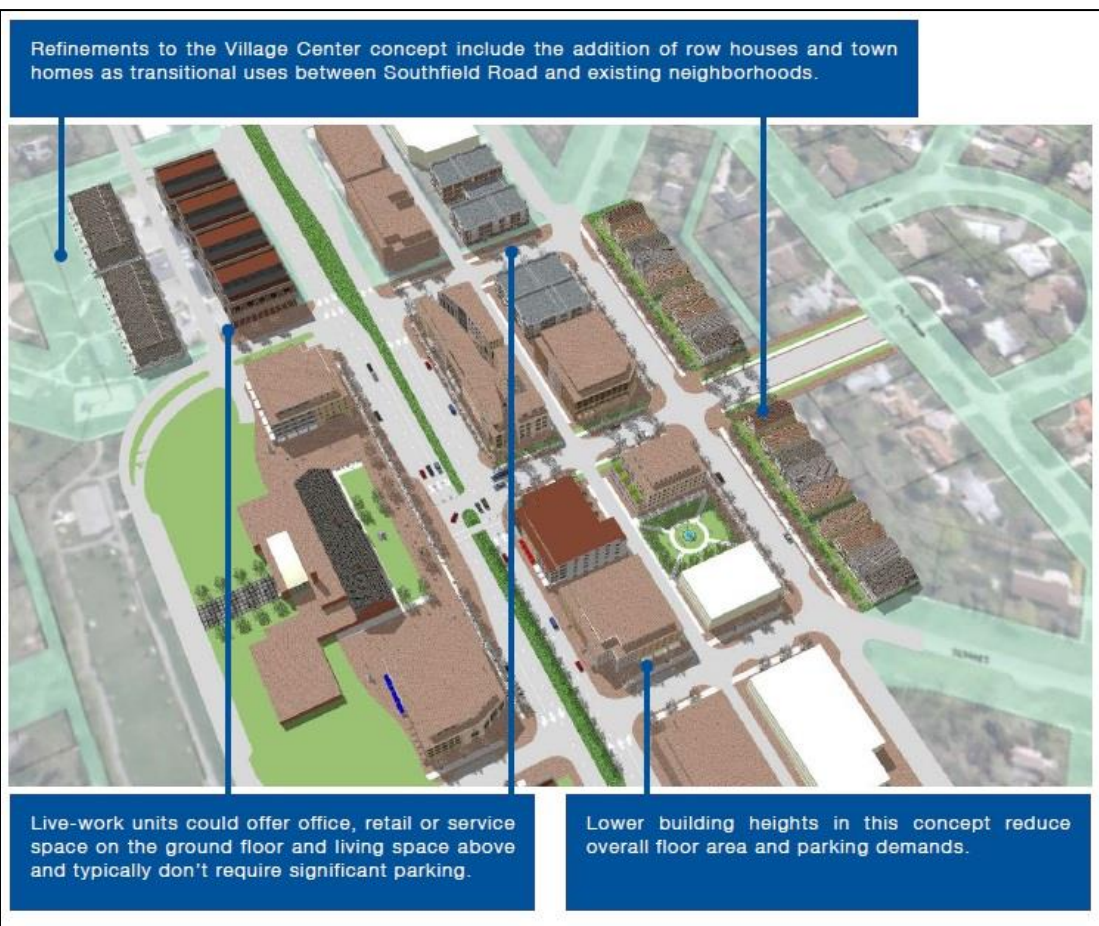 Refinements to the Village Center concept include the addition of row houses and town
homes as transitional uses between Southfield Road and existing neighborhoods.
Live-work units could offer office, retail or service
space on the ground floor and living space above
and typically don't require significant parking.
Lower building heights in this concept reduce
overall floor area and parking demands.